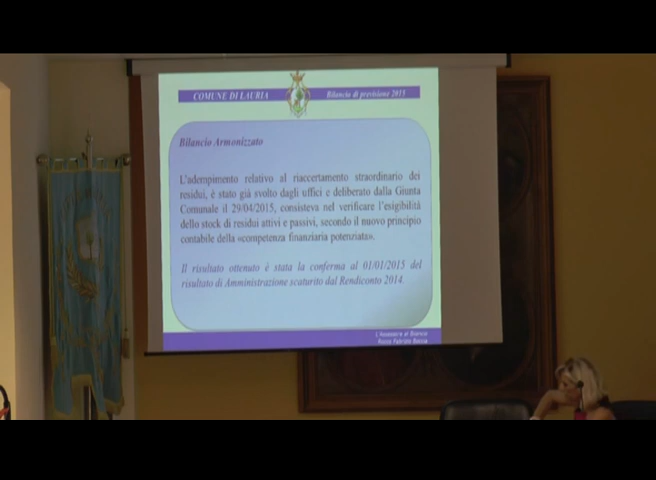 COMUNE DI LAURIA
Bilancio di previsione 2015
Bilancio Armonizzato
L'adempimento relativo al riaccertamento straordinario dei
residui, è stato già svolto dagli uffici e deliberato dalla Giunta
Comunale il 29/04/2015, consisteva nel verificare l'esigibilità
dello stock di residui attivi e passivi, secondo il nuovo principio
contabile della «competenza finanziaria potenziata».
Il risultato ottenuto è stata la conferma al 01/01/2015 del
risultato di Amministrazione scaturito dal Rendiconto 2014.
L'Assessore al Bilancio
Fabrizio Boccia